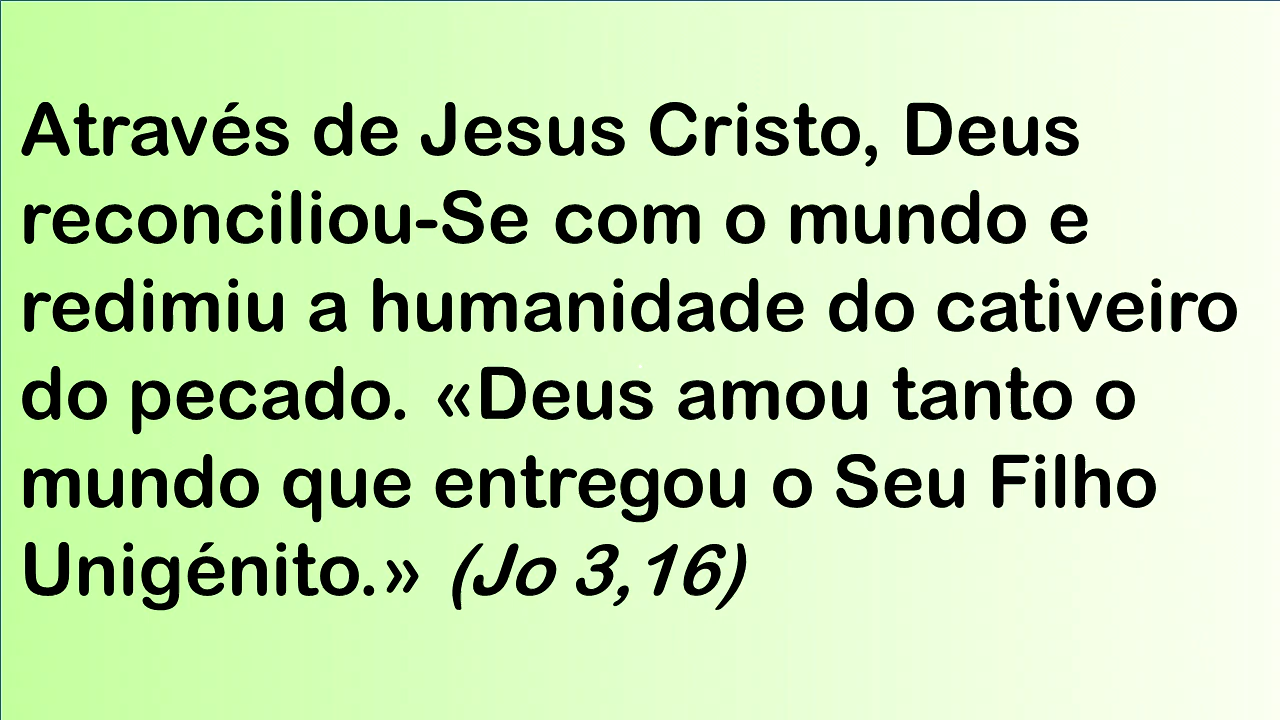 Através de Jesus Cristo, Deus
reconciliou-Se com o mundo e
redimiu a humanidade do cativeiro
do pecado. «Deus amou tanto o
mundo que entregou o Seu Filho
Unigénito.» (Jo 3,16)